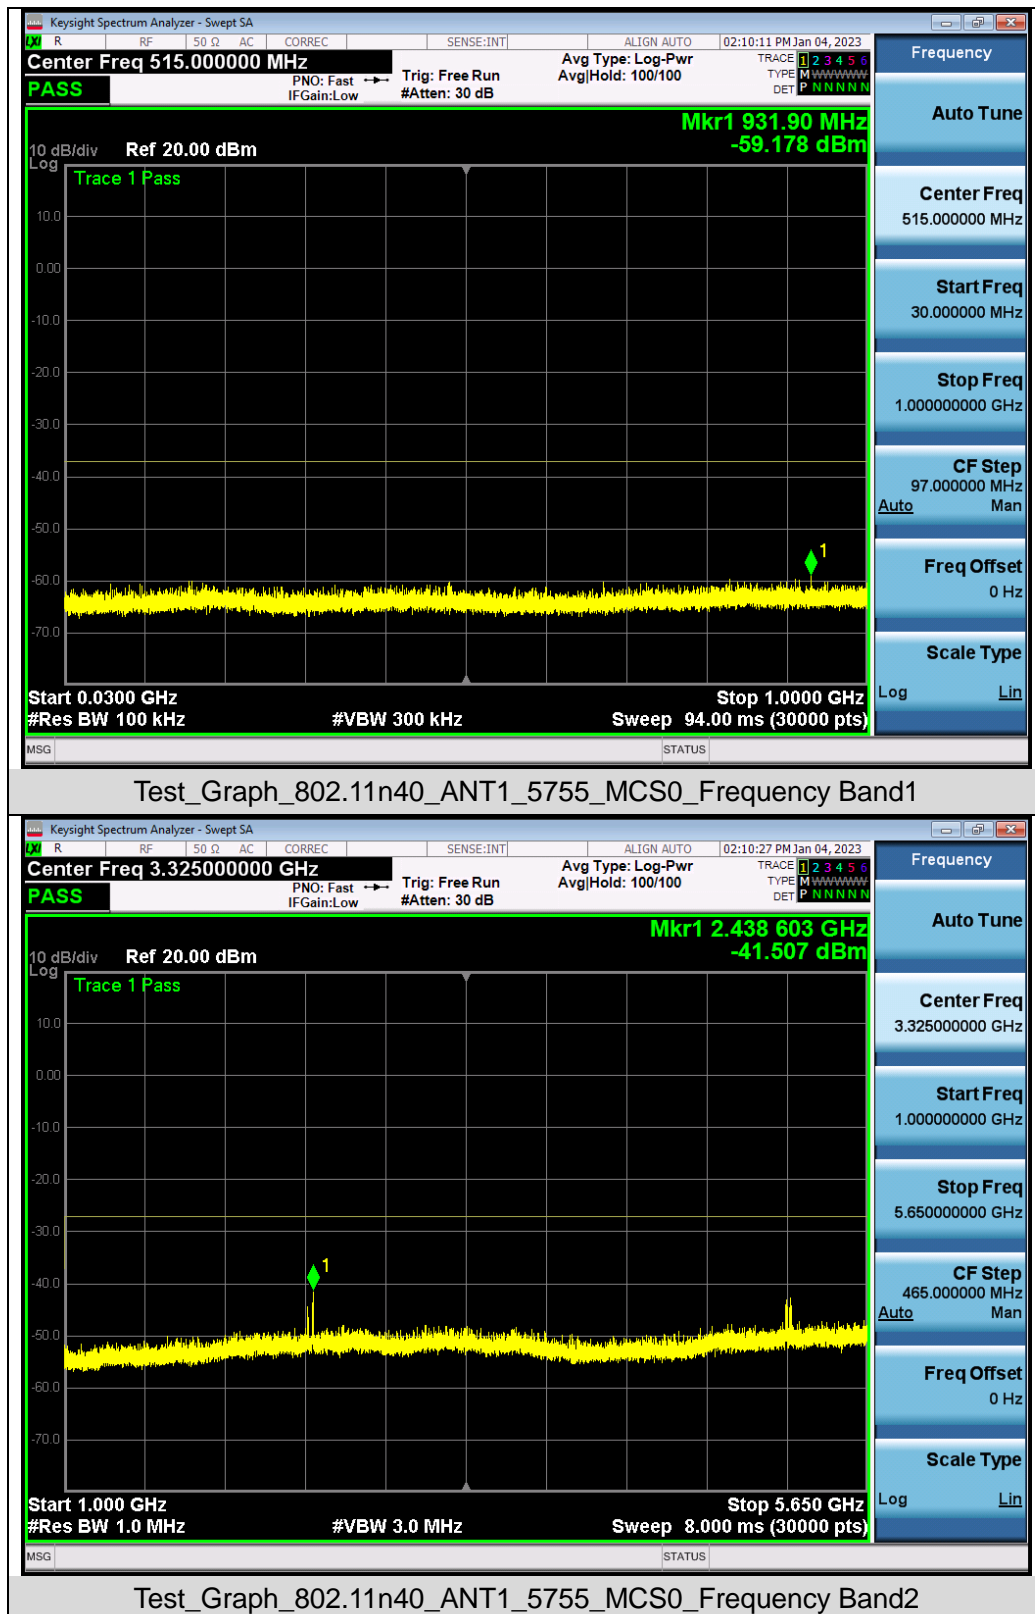 Keysight Spectrum Analyzer - Swept SA
LXI R RF 50 Ω AC CORREC SENSE:INT ALIGN AUTO 02:10:11 PM Jan 04, 2023
Center Freq 515.000000 MHz
Avg Type: Log-Pwr
TRACE 1 2 3 4 5 6
PASS
PNO: Fast
IFGain:Low
Trig: Free Run
#Atten: 30 dB
Avg|Hold: 100/100
TYPE M WWWWW
DET P N N N N N
Mkr1 931.90 MHz
-59.178 dBm
10 dB/div Ref 20.00 dBm
Log
Trace 1 Pass
10.0
0.00
-10.0
-20.0
-30.0
-40.0
-50.0
1
-60.0
-70.0
Start 0.0300 GHz Stop 1.0000 GHz
#Res BW 100 kHz #VBW 300 kHz Sweep 94.00 ms (30000 pts)
MSG STATUS
Frequency
Auto Tune
Center Freq
515.000000 MHz
Start Freq
30.000000 MHz
Stop Freq
1.000000000 GHz
CF Step
97.000000 MHz
Auto Man
Freq Offset
0 Hz
Scale Type
Log Lin
Test_Graph_802.11n40_ANT1_5755_MCS0_Frequency Band1
Keysight Spectrum Analyzer - Swept SA
LXI R RF 50 Ω AC CORREC SENSE:INT ALIGN AUTO 02:10:27 PM Jan 04, 2023
Center Freq 3.325000000 GHz
Avg Type: Log-Pwr
TRACE 1 2 3 4 5 6
PASS
PNO: Fast
IFGain:Low
Trig: Free Run
#Atten: 30 dB
Avg|Hold: 100/100
TYPE M WWWWW
DET P N N N N N
Mkr1 2.438 603 GHz
-41.507 dBm
10 dB/div Ref 20.00 dBm
Log
Trace 1 Pass
10.0
0.00
-10.0
-20.0
-30.0
1
-40.0
-50.0
-60.0
-70.0
Start 1.000 GHz Stop 5.650 GHz
#Res BW 1.0 MHz #VBW 3.0 MHz Sweep 8.000 ms (30000 pts)
MSG STATUS
Frequency
Auto Tune
Center Freq
3.325000000 GHz
Start Freq
1.000000000 GHz
Stop Freq
5.650000000 GHz
CF Step
465.000000 MHz
Auto Man
Freq Offset
0 Hz
Scale Type
Log Lin
Test_Graph_802.11n40_ANT1_5755_MCS0_Frequency Band2